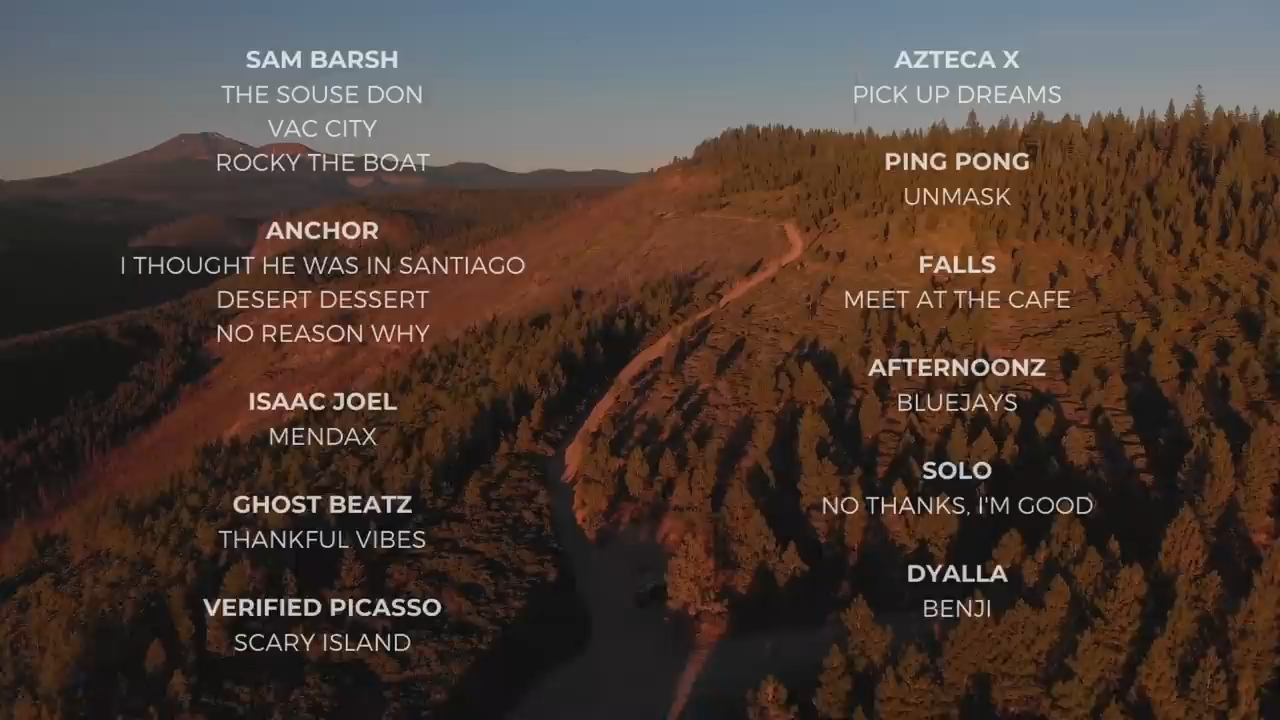 SAM BARSH
THE SOUSE DON
VAC CITY
ROCKY THE BOAT
ANCHOR
I THOUGHT HE WAS IN SANTIAGO
DESERT DESSERT
NO REASON WHY
ISAAC JOEL
MENDAX
GHOST BEATZ
THANKFUL VIBES
VERIFIED PICASSO
SCARY ISLAND
AZTECA X
PICK UP DREAMS
PING PONG
UNMASK
FALLS
MEET AT THE CAFE
AFTERNOONZ
BLUEJAYS
SOLO
NO THANKS, I'M GOOD
DYALLA
BENJI